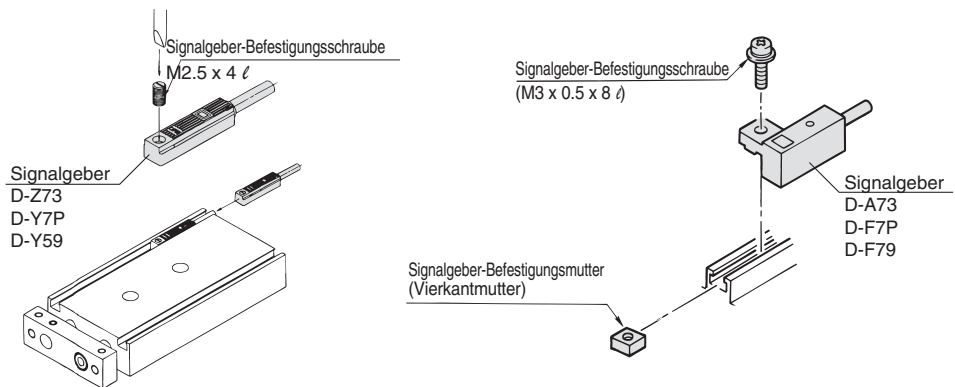 Signalgeber-Befestigungsschraube
M2.5 x 4 ℓ
Signalgeber
D-Z73
D-Y7P
D-Y59
Signalgeber-Befestigungsschraube
(M3 x 0.5 x 8 ℓ)
Signalgeber
D-A73
D-F7P
D-F79
Signalgeber-Befestigungsmutter
(Vierkantmutter)